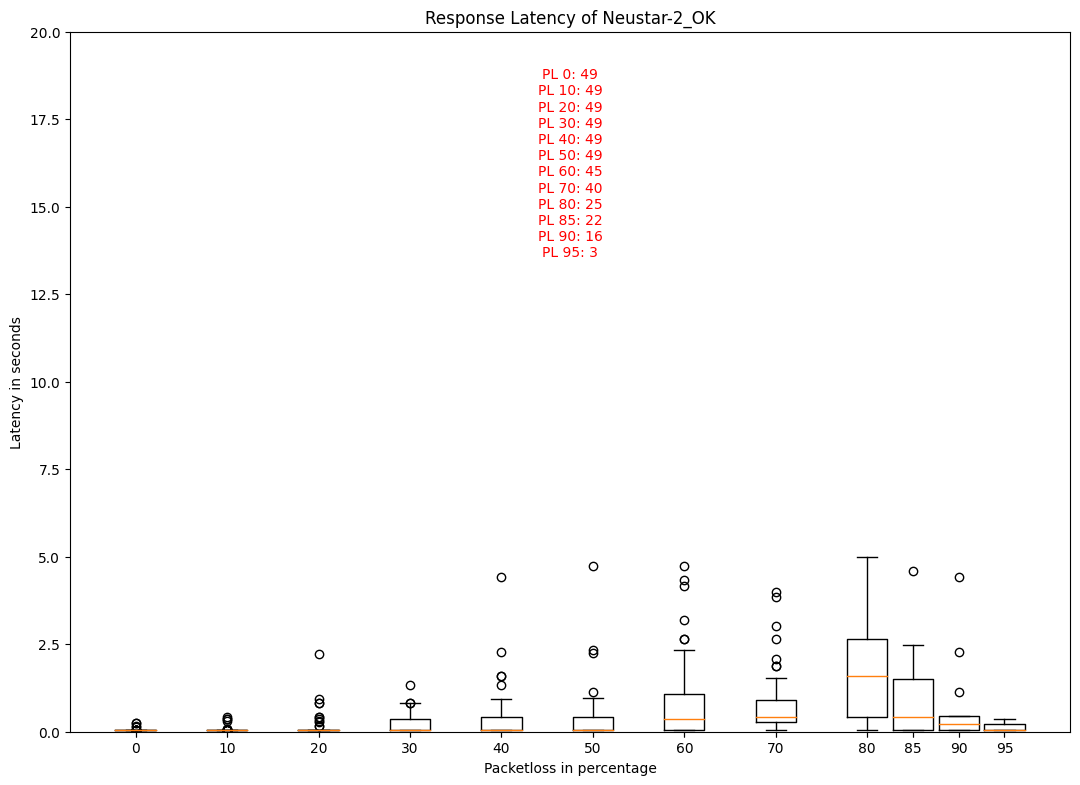 Response Latency of Neustar-2_OK
20.0
17.5
15.0
12.5
10.0
7.5
5.0
2.5
0.0
Latency in seconds
PL 0: 49
PL 10: 49
PL 20: 49
PL 30: 49
PL 40: 49
PL 50: 49
PL 60: 45
PL 70: 40
PL 80: 25
PL 85: 22
PL 90: 16
PL 95: 3
0 10 20 30 40 50 60 70 80 85 90 95
Packetloss in percentage